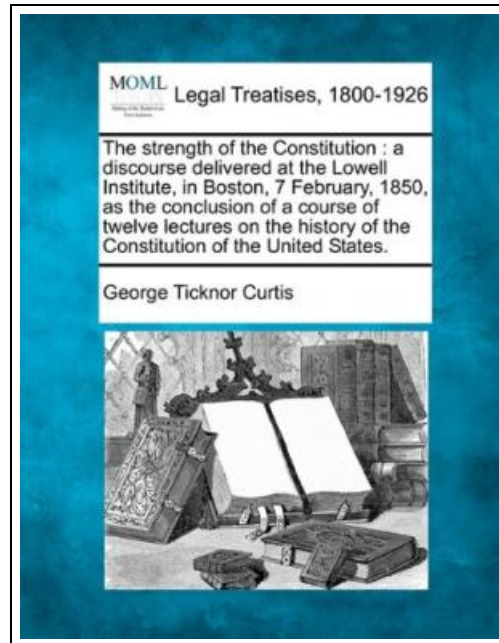 MOML
Legal Treatises, 1800-1926
The strength of the Constitution : a
discourse delivered at the Lowell
Institute, in Boston, 7 February, 1850,
as the conclusion of a course of
twelve lectures on the history of the
Constitution of the United States.
George Ticknor Curtis